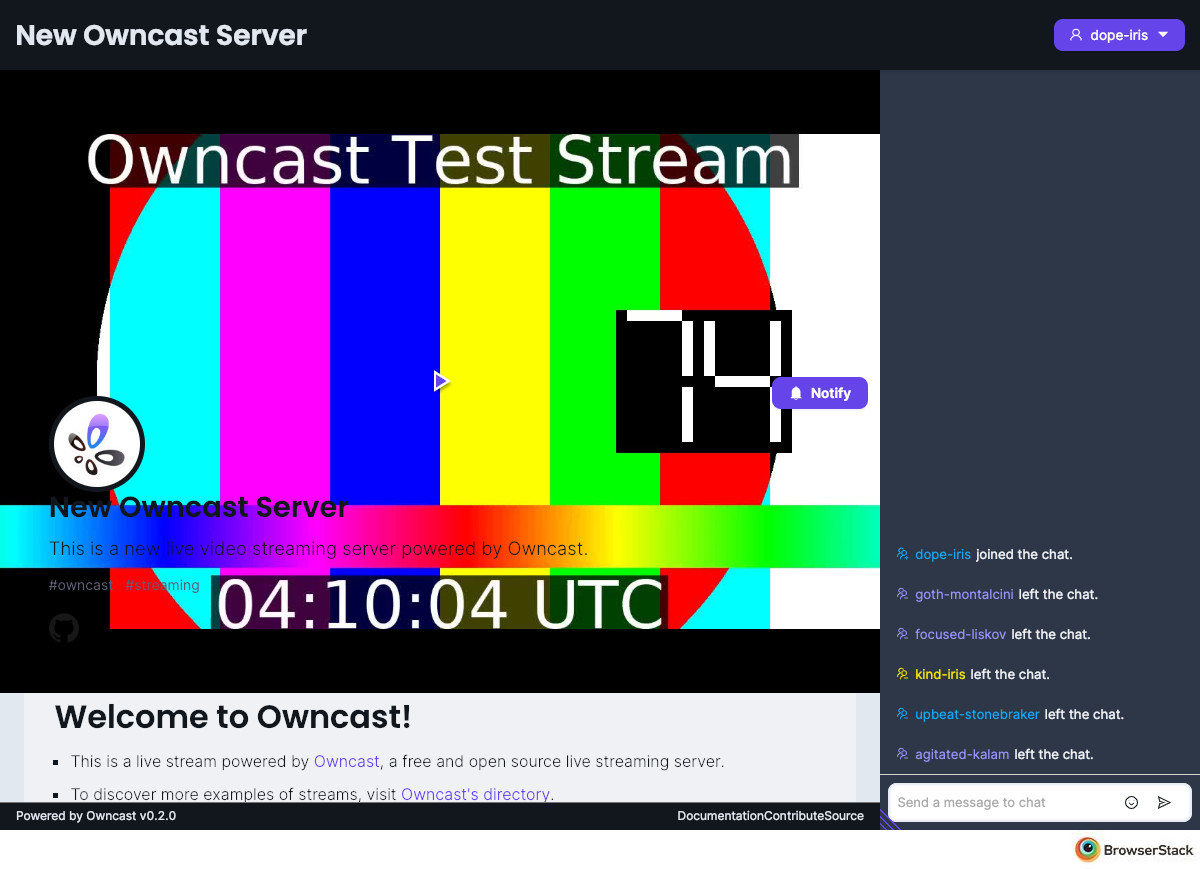 New Owncast Server
dope-iris
Owncast Test Stream
14
Notify
New Owncast Server
This is a new live video streaming server powered by Owncast.
#owncast #streaming
04:10:04 UTC
Welcome to Owncast!
This is a live stream powered by Owncast, a free and open source live streaming server.
To discover more examples of streams, visit Owncast's directory.
Powered by Owncast v0.2.0
Documentation Contribute Source
dope-iris joined the chat.
goth-montalcini left the chat.
focused-liskov left the chat.
kind-iris left the chat.
upbeat-stonebraker left the chat.
agitated-kalam left the chat.
Send a message to chat
BrowserStack